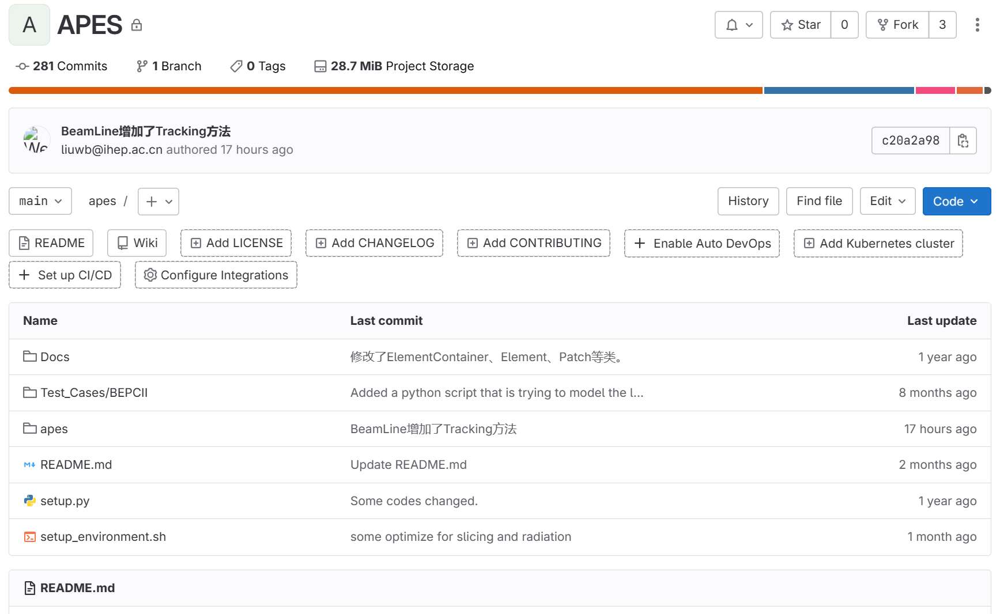 A APES
Star 0 Fork 3
281 Commits 1 Branch 0 Tags 28.7 MiB Project Storage
BeamLine增加了Tracking方法
liuwb@ihep.ac.cn authored 17 hours ago
c20a2a98
main apes / History Find file Edit Code
README Wiki Add LICENSE Add CHANGELOG Add CONTRIBUTING Enable Auto DevOps Add Kubernetes cluster
Set up CI/CD Configure Integrations
Name Last commit Last update
Docs 修改了ElementContainer、Element、Patch等类。 1 year ago
Test_Cases/BEPCII Added a python script that is trying to model the l... 8 months ago
apes BeamLine增加了Tracking方法 17 hours ago
README.md Update README.md 2 months ago
setup.py Some codes changed. 1 year ago
setup_environment.sh some optimize for slicing and radiation 1 month ago
README.md